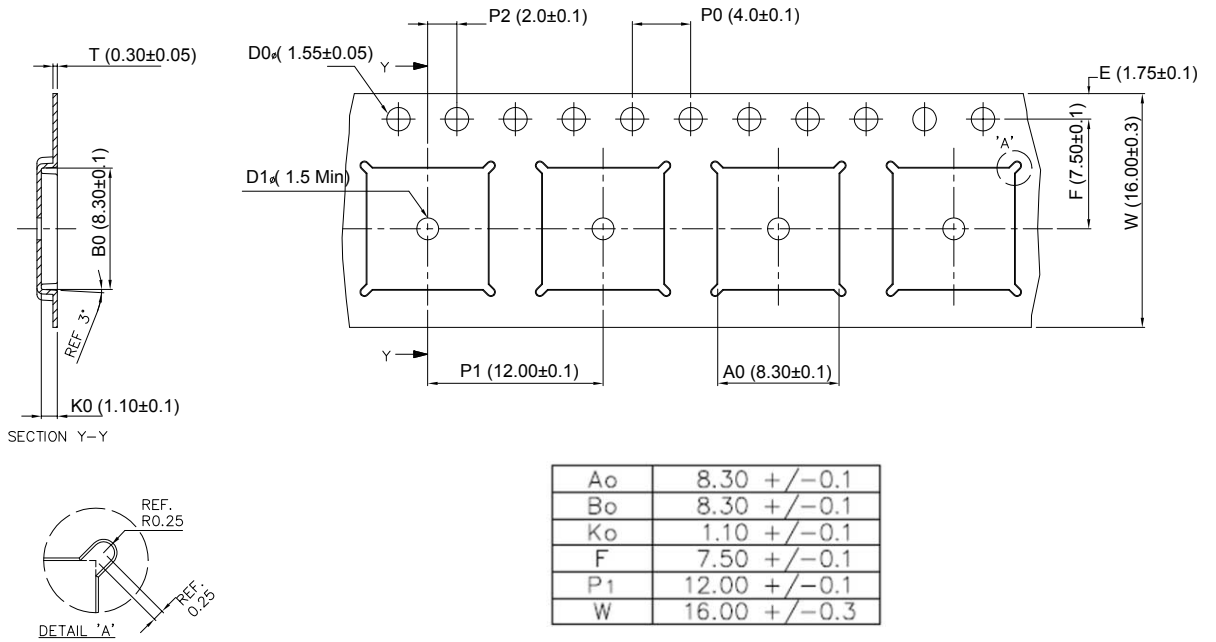 P2 (2.0±0.1)
P0 (4.0±0.1)
T (0.30±0.05)
D0ø( 1.55±0.05)
Y
E (1.75±0.1)
'A'
B0 (8.30±0.1)
D1ø( 1.5 Min)
F (7.50±0.1)
W (16.00±0.3)
REF 3°
Y
P1 (12.00±0.1)
A0 (8.30±0.1)
K0 (1.10±0.1)
SECTION Y-Y
REF.
R0.25
REF.
0.25
DETAIL 'A'
Ao 8.30 +/-0.1
Bo 8.30 +/-0.1
Ko 1.10 +/-0.1
F 7.50 +/-0.1
P1 12.00 +/-0.1
W 16.00 +/-0.3